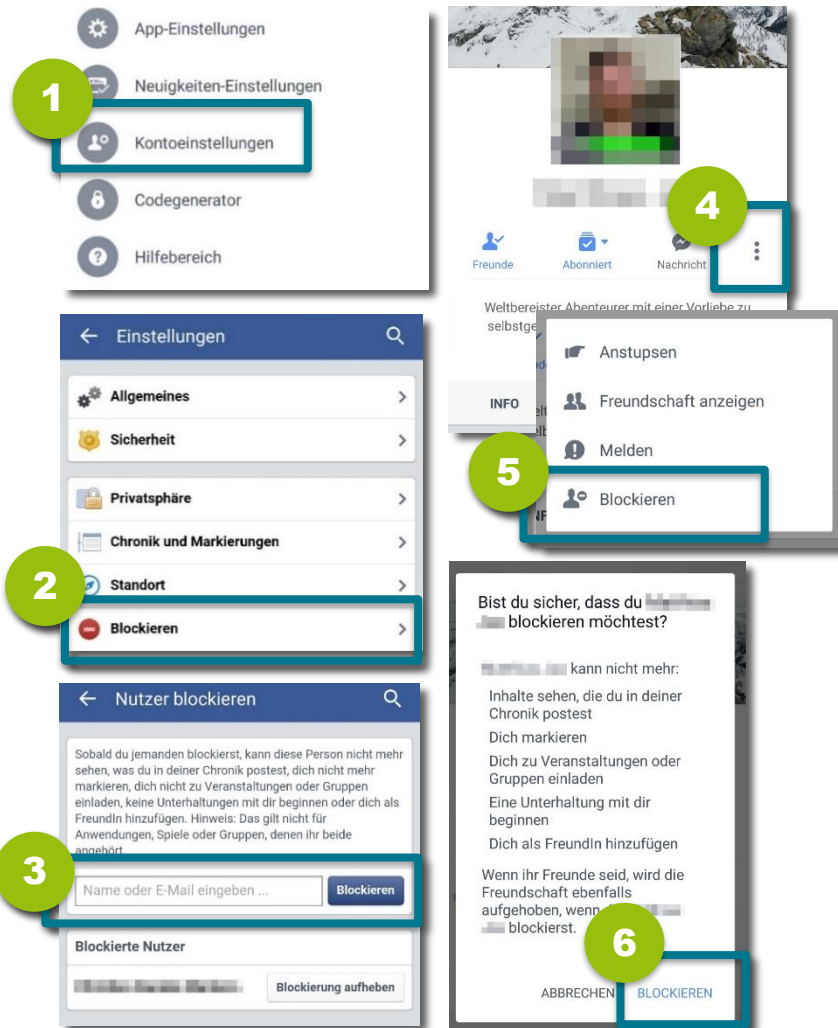 App-Einstellungen
1
Neuigkeiten-Einstellungen
Kontoeinstellungen
Codegenerator
Hilfebereich
Einstellungen
Allgemeines
Sicherheit
Privatsphäre
Chronik und Markierungen
2
Standort
Blockieren
Nutzer blockieren
Sobald du jemanden blockierst, kann diese Person nicht mehr
sehen, was du in deiner Chronik postest, dich nicht mehr
markieren, dich nicht zu Veranstaltungen oder Gruppen
einladen, keine Unterhaltungen mit dir beginnen oder dich als
FreundIn hinzufügen. Hinweis: Das gilt nicht für
Anwendungen, Spiele oder Gruppen, denen ihr beide
angehört.
3
Name oder E-Mail eingeben ...
Blockieren
Blockierte Nutzer
Blockierung aufheben
4
Freunde
Abonniert
Nachricht
Weltbereister Abenteurer mit einer Vorliebe zu
selbstge
INFO
Anstupsen
Freundschaft anzeigen
Melden
5
Blockieren
Bist du sicher, dass du
blockieren möchtest?
kann nicht mehr:
Inhalte sehen, die du in deiner
Chronik postest
Dich markieren
Dich zu Veranstaltungen oder
Gruppen einladen
Eine Unterhaltung mit dir
beginnen
Dich als FreundIn hinzufügen
Wenn ihr Freunde seid, wird die
Freundschaft ebenfalls
aufgehoben, wenn
blockierst.
6
ABBRECHEN
BLOCKIEREN